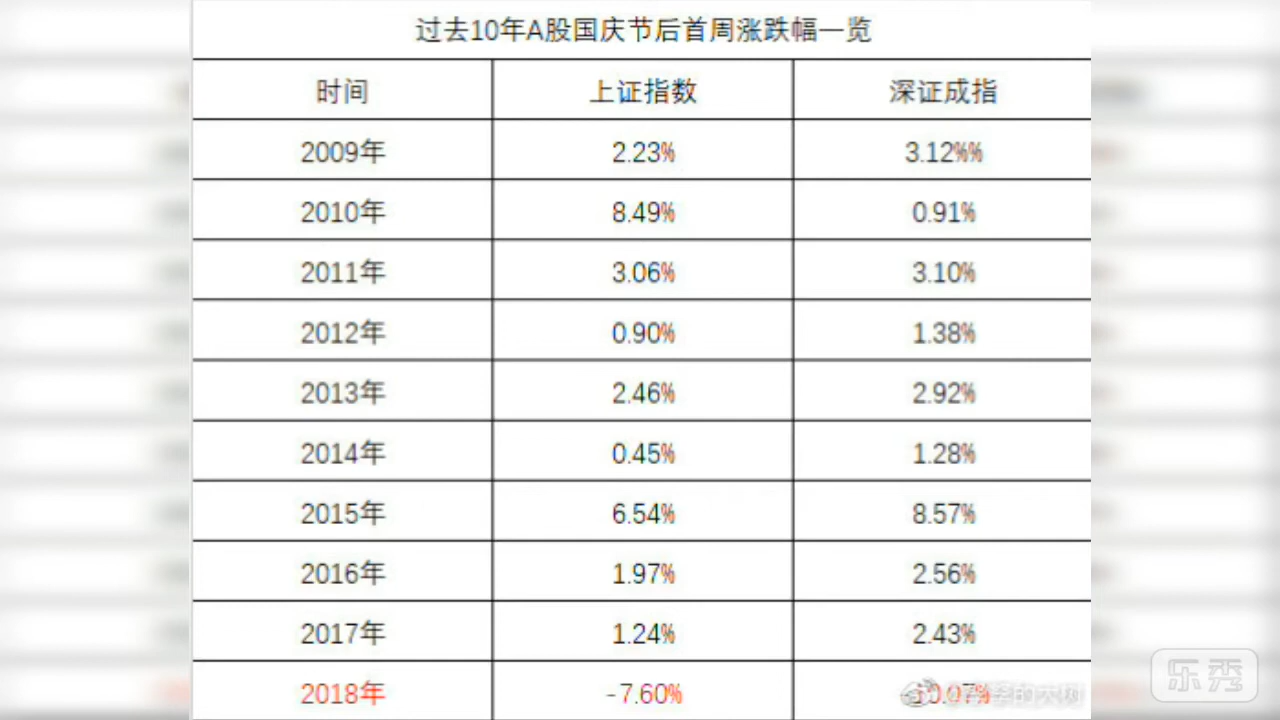 过去10年A股国庆节后首周涨跌幅一览
时间 上证指数 深证成指
2009年 2.23% 3.12%%
2010年 8.49% 0.91%
2011年 3.06% 3.10%
2012年 0.90% 1.38%
2013年 2.46% 2.92%
2014年 0.45% 1.28%
2015年 6.54% 8.57%
2016年 1.97% 2.56%
2017年 1.24% 2.43%
2018年 -7.60%
乐秀